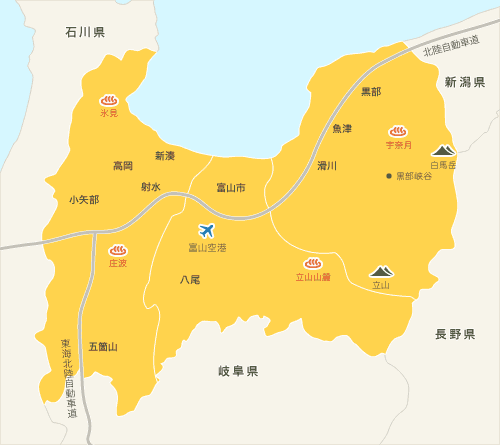 石川県
北陸自動車道
新潟県
黒部
氷見
魚津
宇奈月
新湊
高岡
滑川
白馬岳
黒部峡谷
射水
富山市
小矢部
富山空港
庄波
八尾
立山山麓
立山
長野県
五箇山
東海北陸自動車道
岐阜県